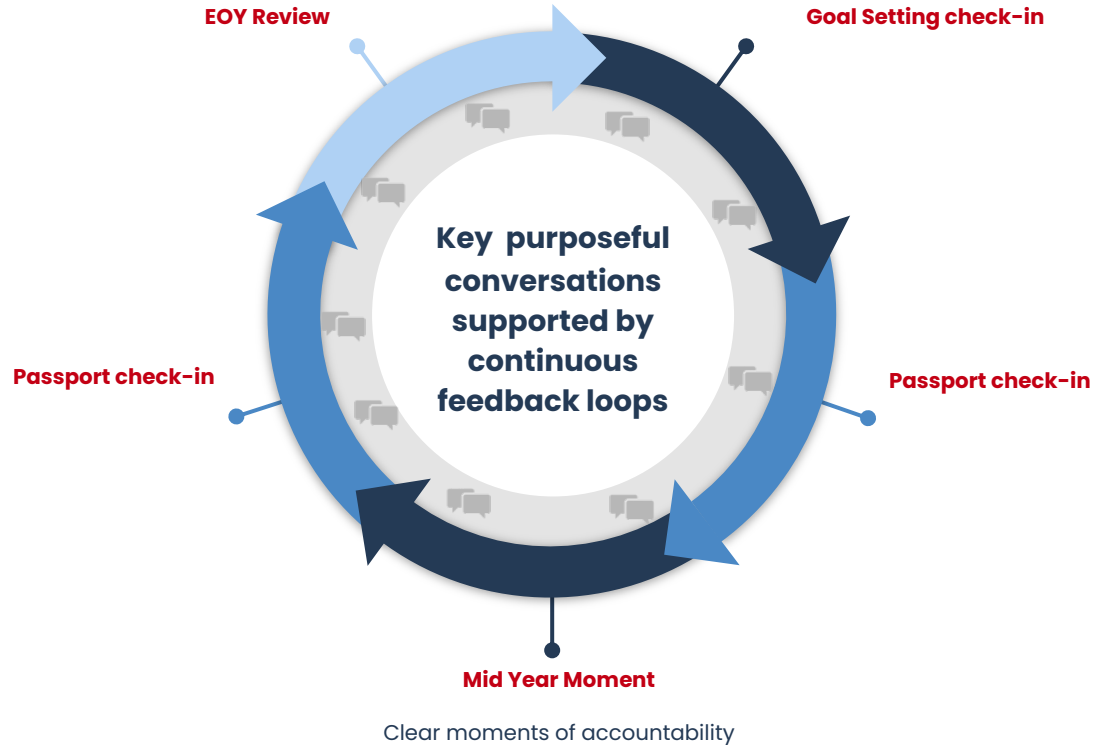 EOY Review
Goal Setting check-in
Key purposeful
conversations
supported by
continuous
feedback loops
Passport check-in
Passport check-in
Mid Year Moment
Clear moments of accountability